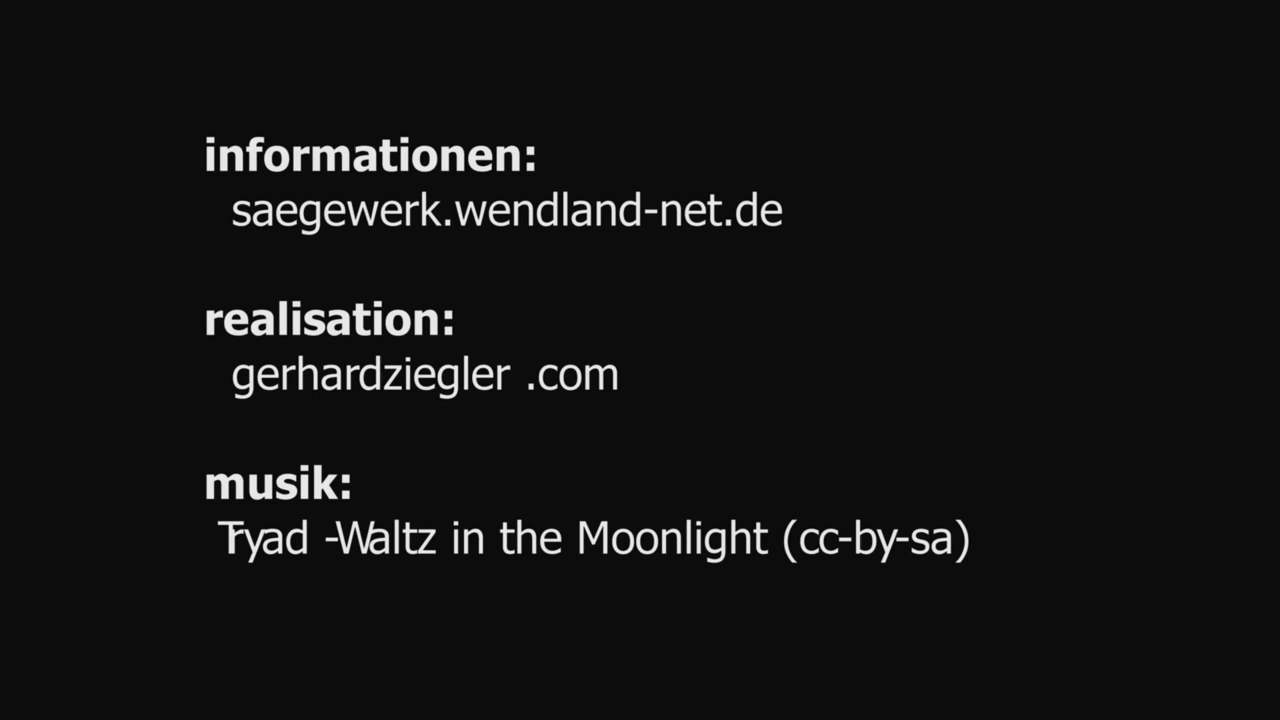 informationen:
saegewerk.wendland-net.de
realisation:
gerhardziegler .com
musik:
Tryad -Waltz in the Moonlight (cc-by-sa)